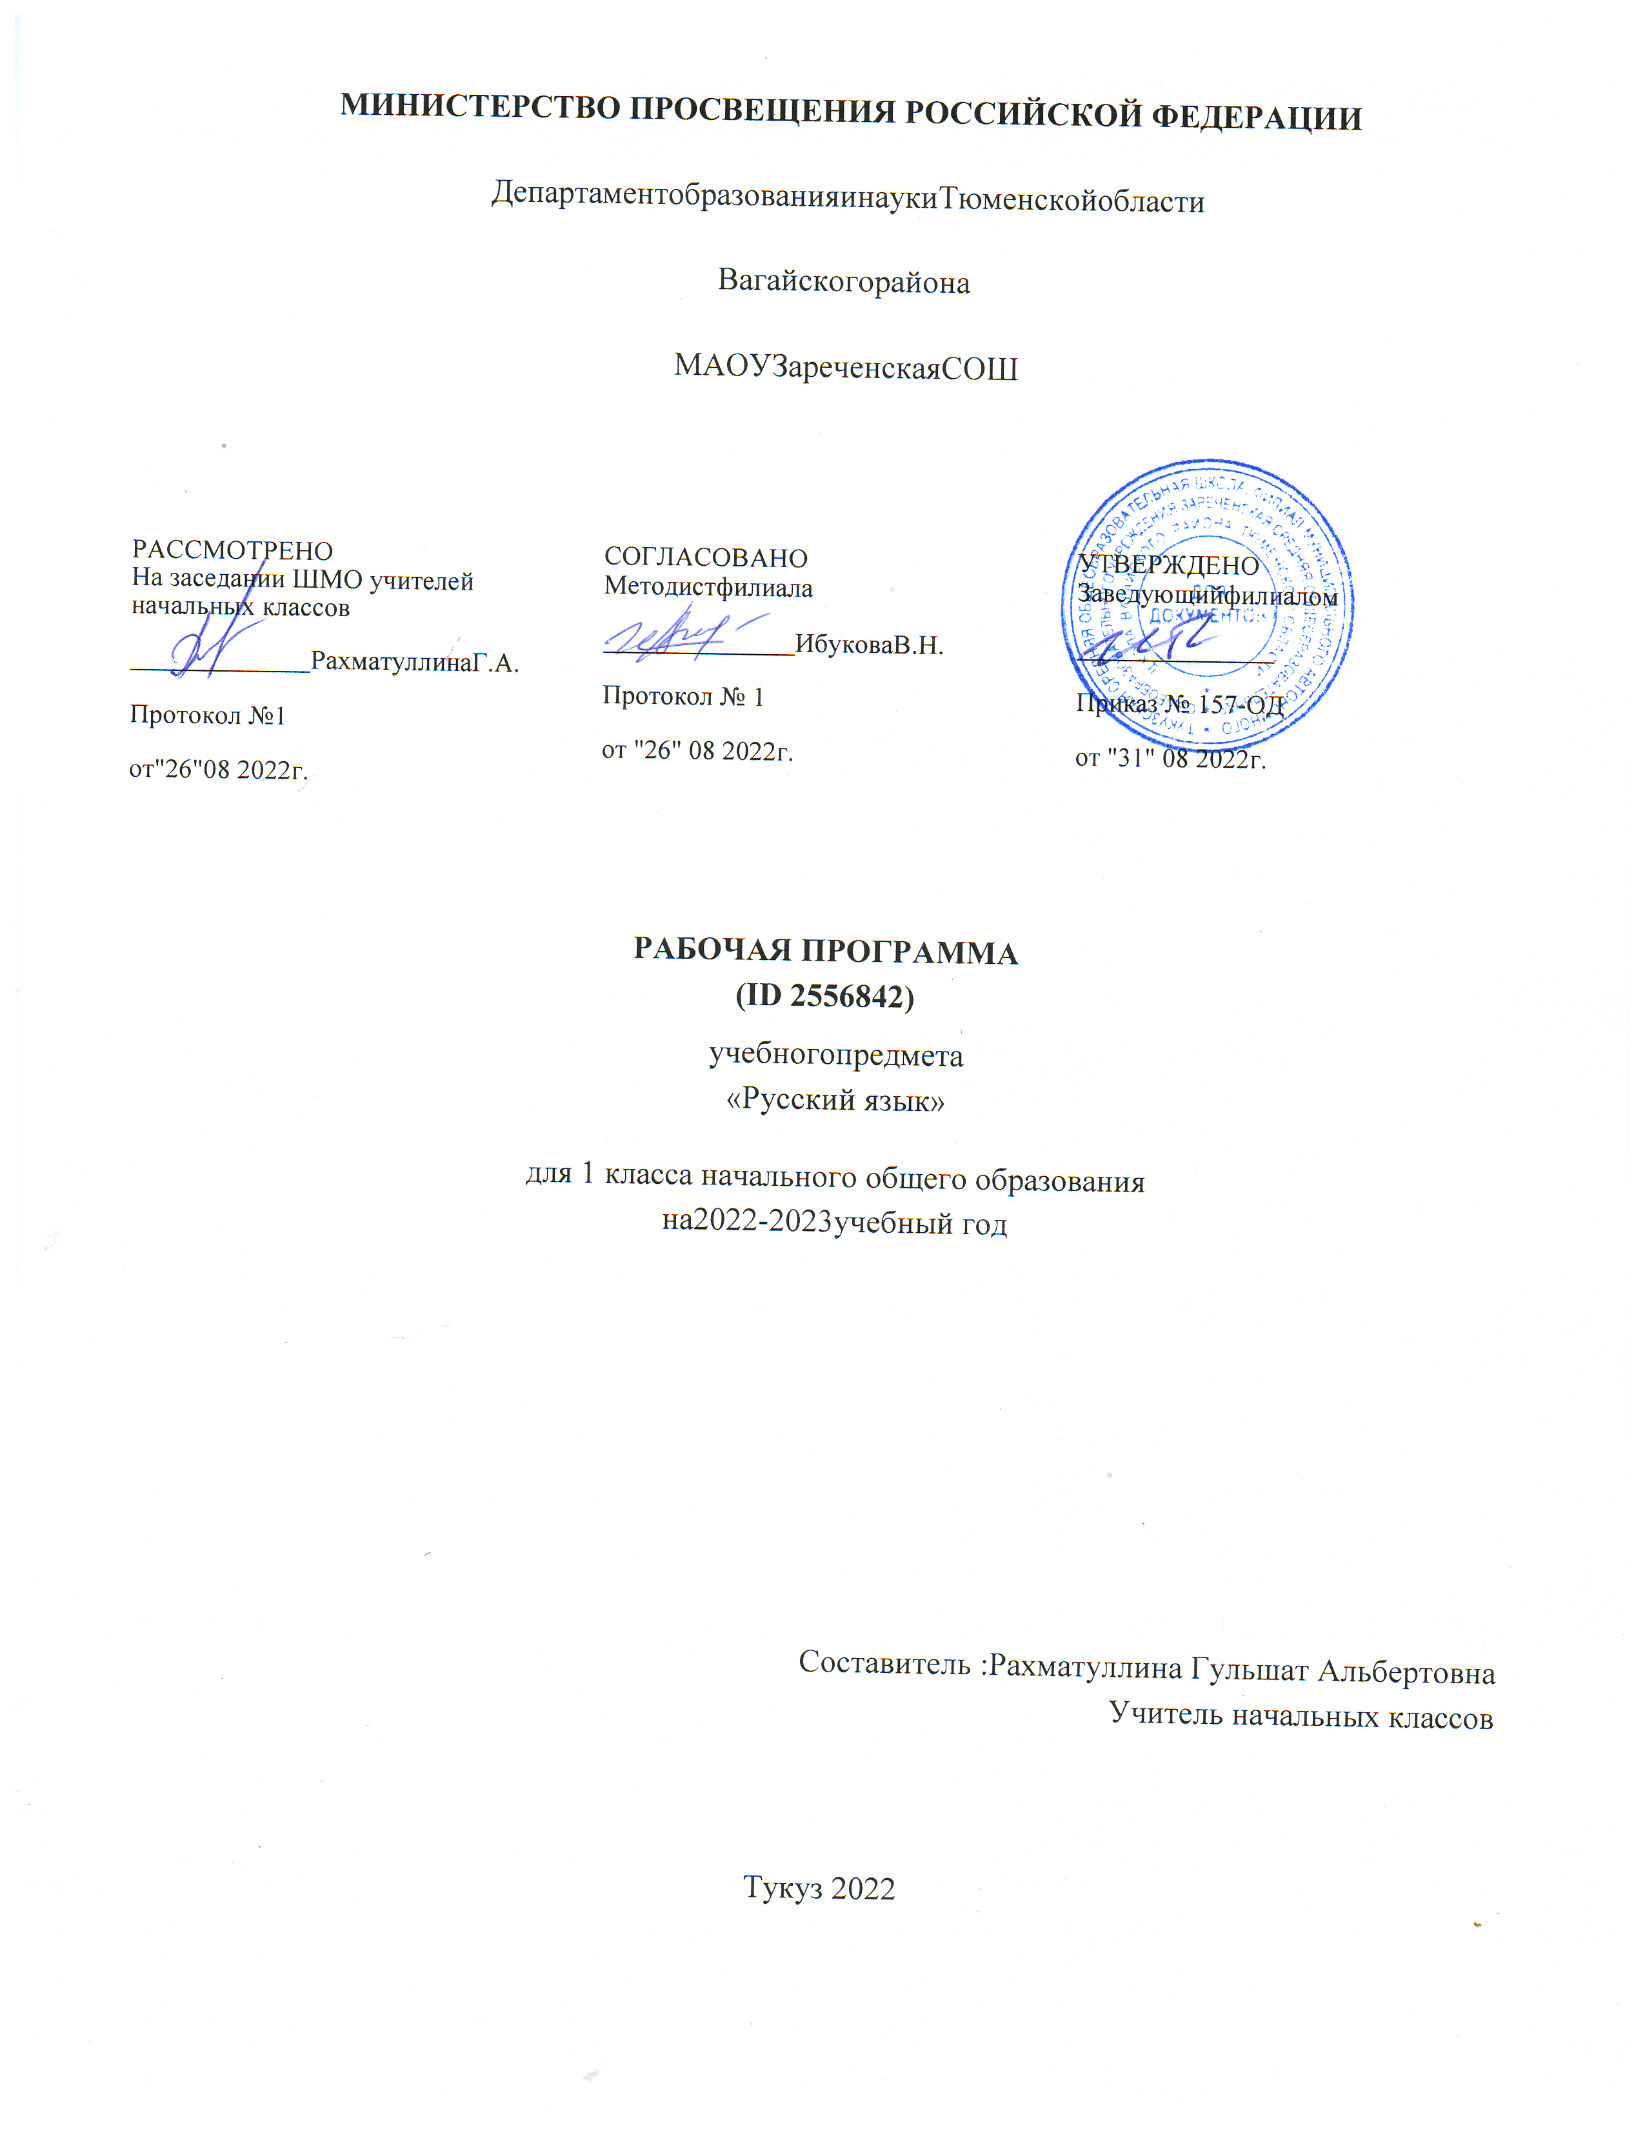 МИНИСТЕРСТВО ПРОСВЕЩЕНИЯ РОССИЙСКОЙ ФЕДЕРАЦИИ
ДепартаментобразованияинаукиТюменскойобласти
Вагайскогорайона
МАОУЗареченскаяСОШ
РАССМОТРЕНО
На заседании ШМО учителей
начальных классов
РахматуллинаГ.А.
Протокол №1
от"26"08 2022г.
СОГЛАСОВАНО
Методистфилиала
ИбуковаВ.Н.
Протокол № 1
от "26" 08 2022г.
УТВЕРЖДЕНО
Заведующийфилиалом
Приказ № 157-ОД
от "31" 08 2022г.
ДЛЯ
ДОКУМЕНТОВ
РАБОЧАЯ ПРОГРАММА
(ID 2556842)
учебногопредмета
«Русский язык»
для 1 класса начального общего образования
на2022-2023учебный год
Составитель :Рахматуллина Гульшат Альбертовна
Учитель начальных классов
Тукуз 2022